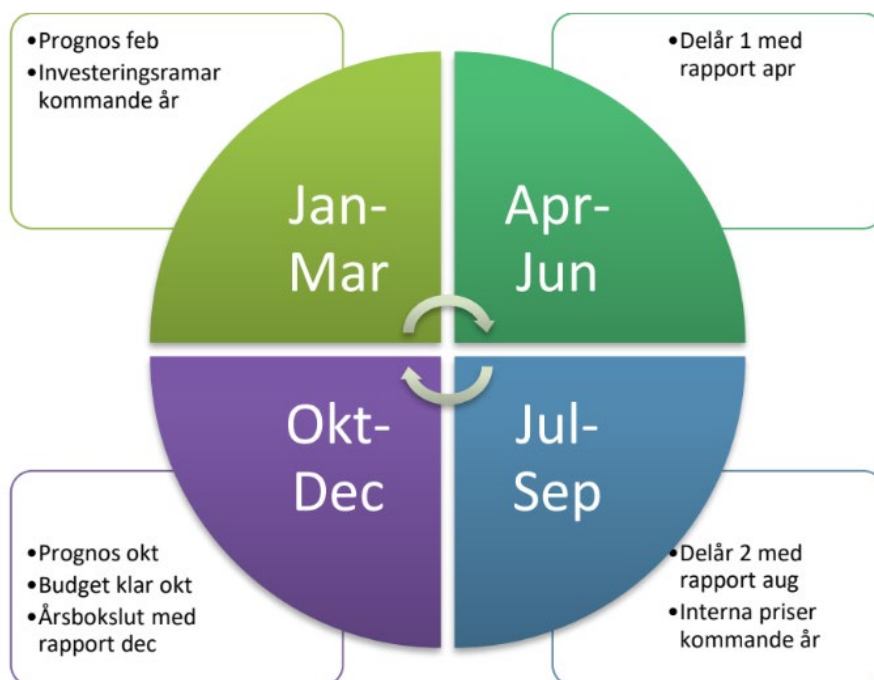 •Prognos feb
•Investeringsramar
kommande år
•Delår 1 med
rapport apr
Jan-
Mar
Apr-
Jun
Okt-
Dec
Jul-
Sep
•Prognos okt
•Budget klar okt
•Årsbokslut med
rapport dec
•Delår 2 med
rapport aug
•Interna priser
kommande år